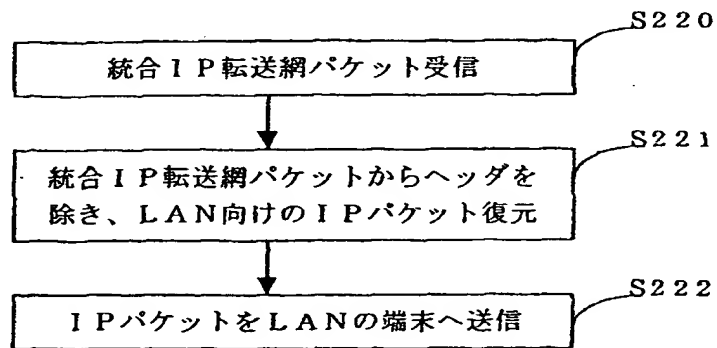 S220
統合IP転送網パケット受信
S221
統合IP転送網パケットからヘッダを
除き、LAN向けのIPパケット復元
S222
IPパケットをLANの端末へ送信